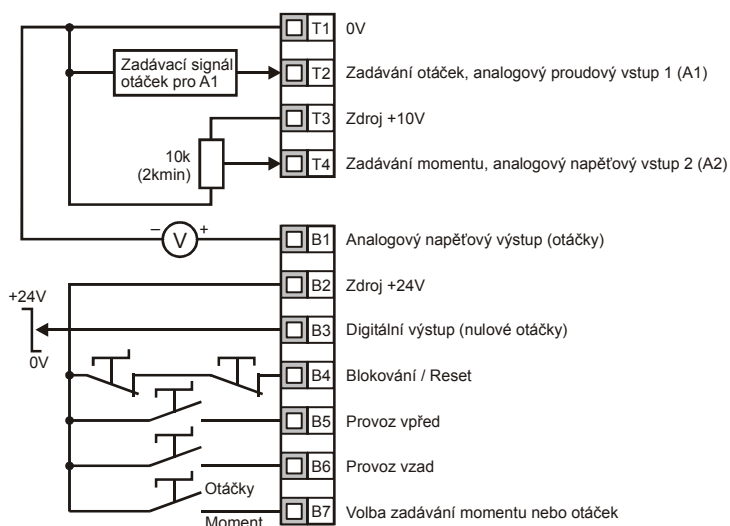 T1 0V
Zadávací signál
otáček pro A1
T2 Zadávání otáček, analogový proudový vstup 1 (A1)
T3 Zdroj +10V
10k
(2kmin)
T4 Zadávání momentu, analogový napěťový vstup 2 (A2)
– V +
B1 Analogový napěťový výstup (otáčky)
B2 Zdroj +24V
+24V
B3 Digitální výstup (nulové otáčky)
0V
B4 Blokování / Reset
B5 Provoz vpřed
B6 Provoz vzad
Otáčky
B7 Volba zadávání momentu nebo otáček
Moment